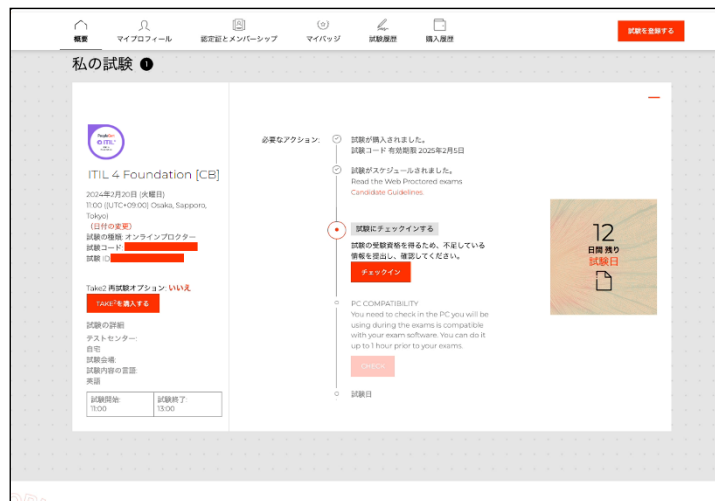 概要
マイプロフィール
認定証とメンバーシップ
マイバッジ
試験履歴
購入履歴
試験を登録する
私の試験 1
PeopleCert
ITIL
ITIL 4 Foundation [CB]
2024年2月20日 (火曜日)
11:00 ((UTC+09:00) Osaka, Sapporo,
Tokyo)
(日付の変更)
試験の種類: オンラインプロクター
試験コード:
試験 ID
Take2 再試験オプション: いいえ
TAKE²を購入する
試験の詳細
テストセンター:
自宅
試験会場:
試験内容の言語:
英語
試験開始:
11:00
試験終了:
13:00
必要なアクション:
試験が購入されました。
試験コード 有効期限 2025年2月5日
試験がスケジュールされました。
Read the Web Proctored exams
Candidate Guidelines.
試験にチェックインする
試験の受験資格を得るため、不足している
情報を提出し、確認してください。
チェックイン
PC COMPATIBILITY
You need to check in the PC you will be
using during the exams is compatible
with your exam software. You can do it
up to 1 hour prior to your exams.
試験日
12
日間 残り
試験日